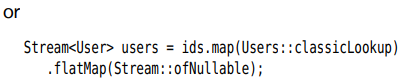 or
Stream<User> users = ids.map(Users::classicLookup)
.flatMap(Stream::ofNullable);